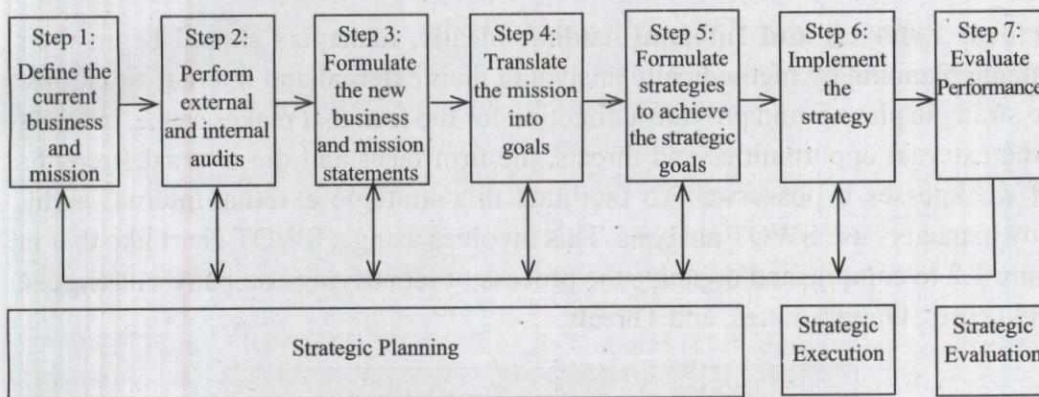 Step 1:
Define the
current
business
and
mission
Step 2:
Perform
external
and internal
audits
Step 3:
Formulate
the new
business
and mission
statements
Step 4:
Translate
the mission
into
goals
Step 5:
Formulate
strategies
to achieve
the strategic
goals
Step 6:
Implement
the
strategy
Step 7:
Evaluate
Performance
Strategic Planning
Strategic
Execution
Strategic
Evaluation